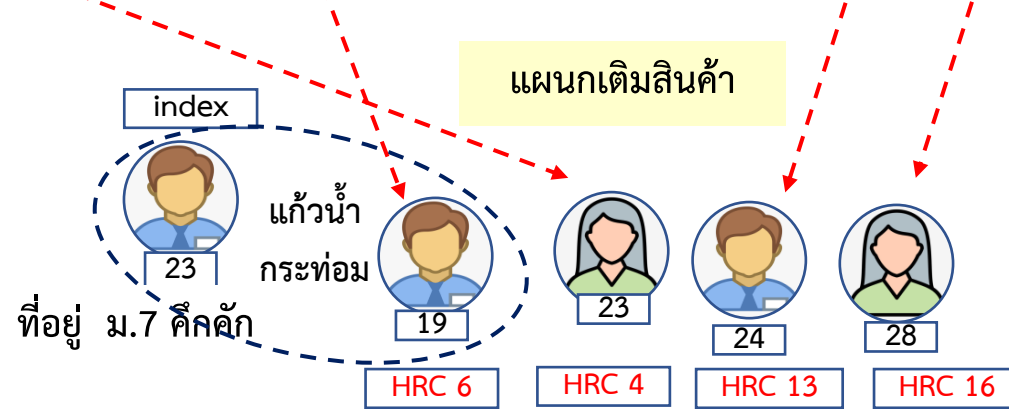 แผนกเติมสินค้า
index
แก้วน้ำ
กระท่อม
23
19
23
24
28
ที่อยู่ ม.7 คึกคัก
HRC 6
HRC 4
HRC 13
HRC 16